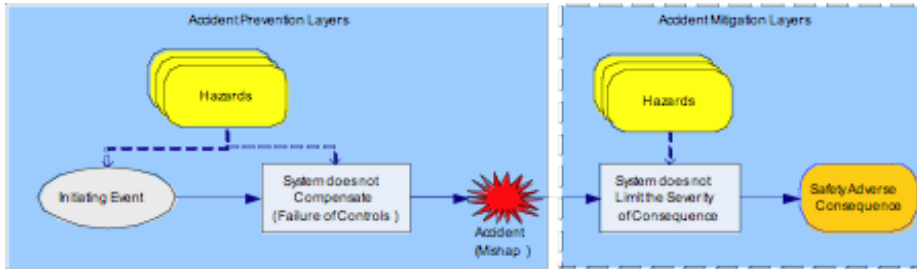 Accident Prevention Layers
Accident Mitigation Layers
Hazards
Hazards
Initiating Event
System does not
Compensate
(Failure of Controls )
Accident
(Mishap )
System does not
Limit the Severity
of Consequence
Safety Adverse
Consequence